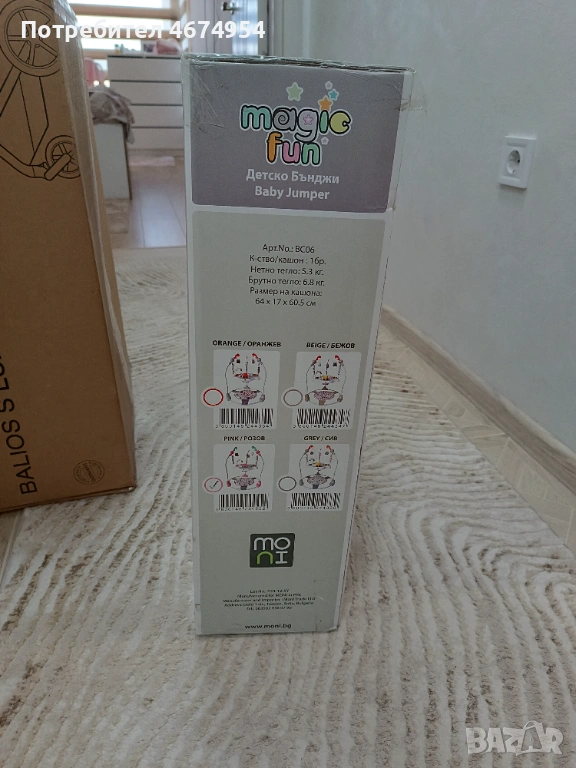 Потребител 4674954
magic
fun
Детско Бънджи
Baby Jumper
Арт.No.: BC06
К-ство/кашон : 1бр.
Нетно тегло: 5.3 кг.
Брутно тегло: 6.8 кг.
Размер на кашона:
64 x 17 x 60.5 см
ORANGE / ОРАНЖЕВ
BEIGE / БЕЖОВ
PINK / РОЗОВ
GREY / СИВ
moni
www.moni.bg
BALIOS S
BAZAR